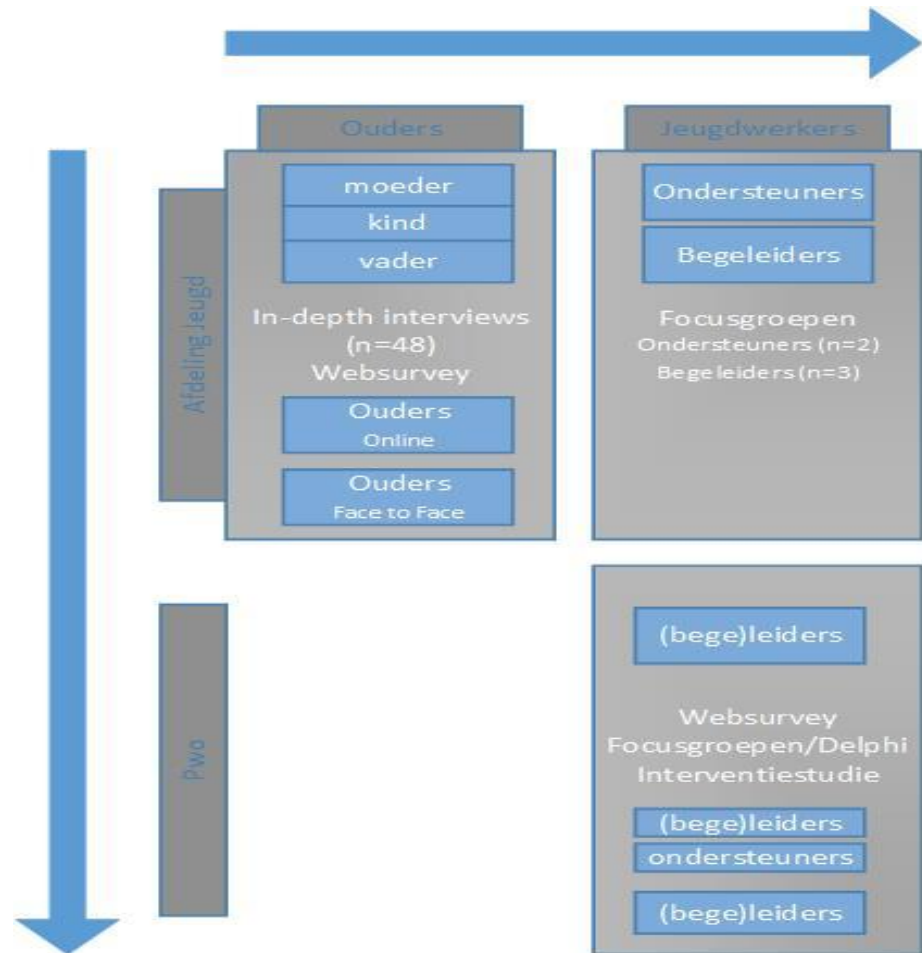 Ouders
Jeugdwerkers
Afdeling Jeugd
moeder
kind
vader
In-depth interviews
(n=48)
Websurvey
Ouders
Online
Ouders
Face to Face
Ondersteuners
Begeleiders
Focusgroepen
Ondersteuners (n=2)
Begeleiders (n=3)
Pwo
(bege)leiders
Websurvey
Focusgroepen/Delphi
Interventiestudie
(bege)leiders
ondersteuners
(bege)leiders